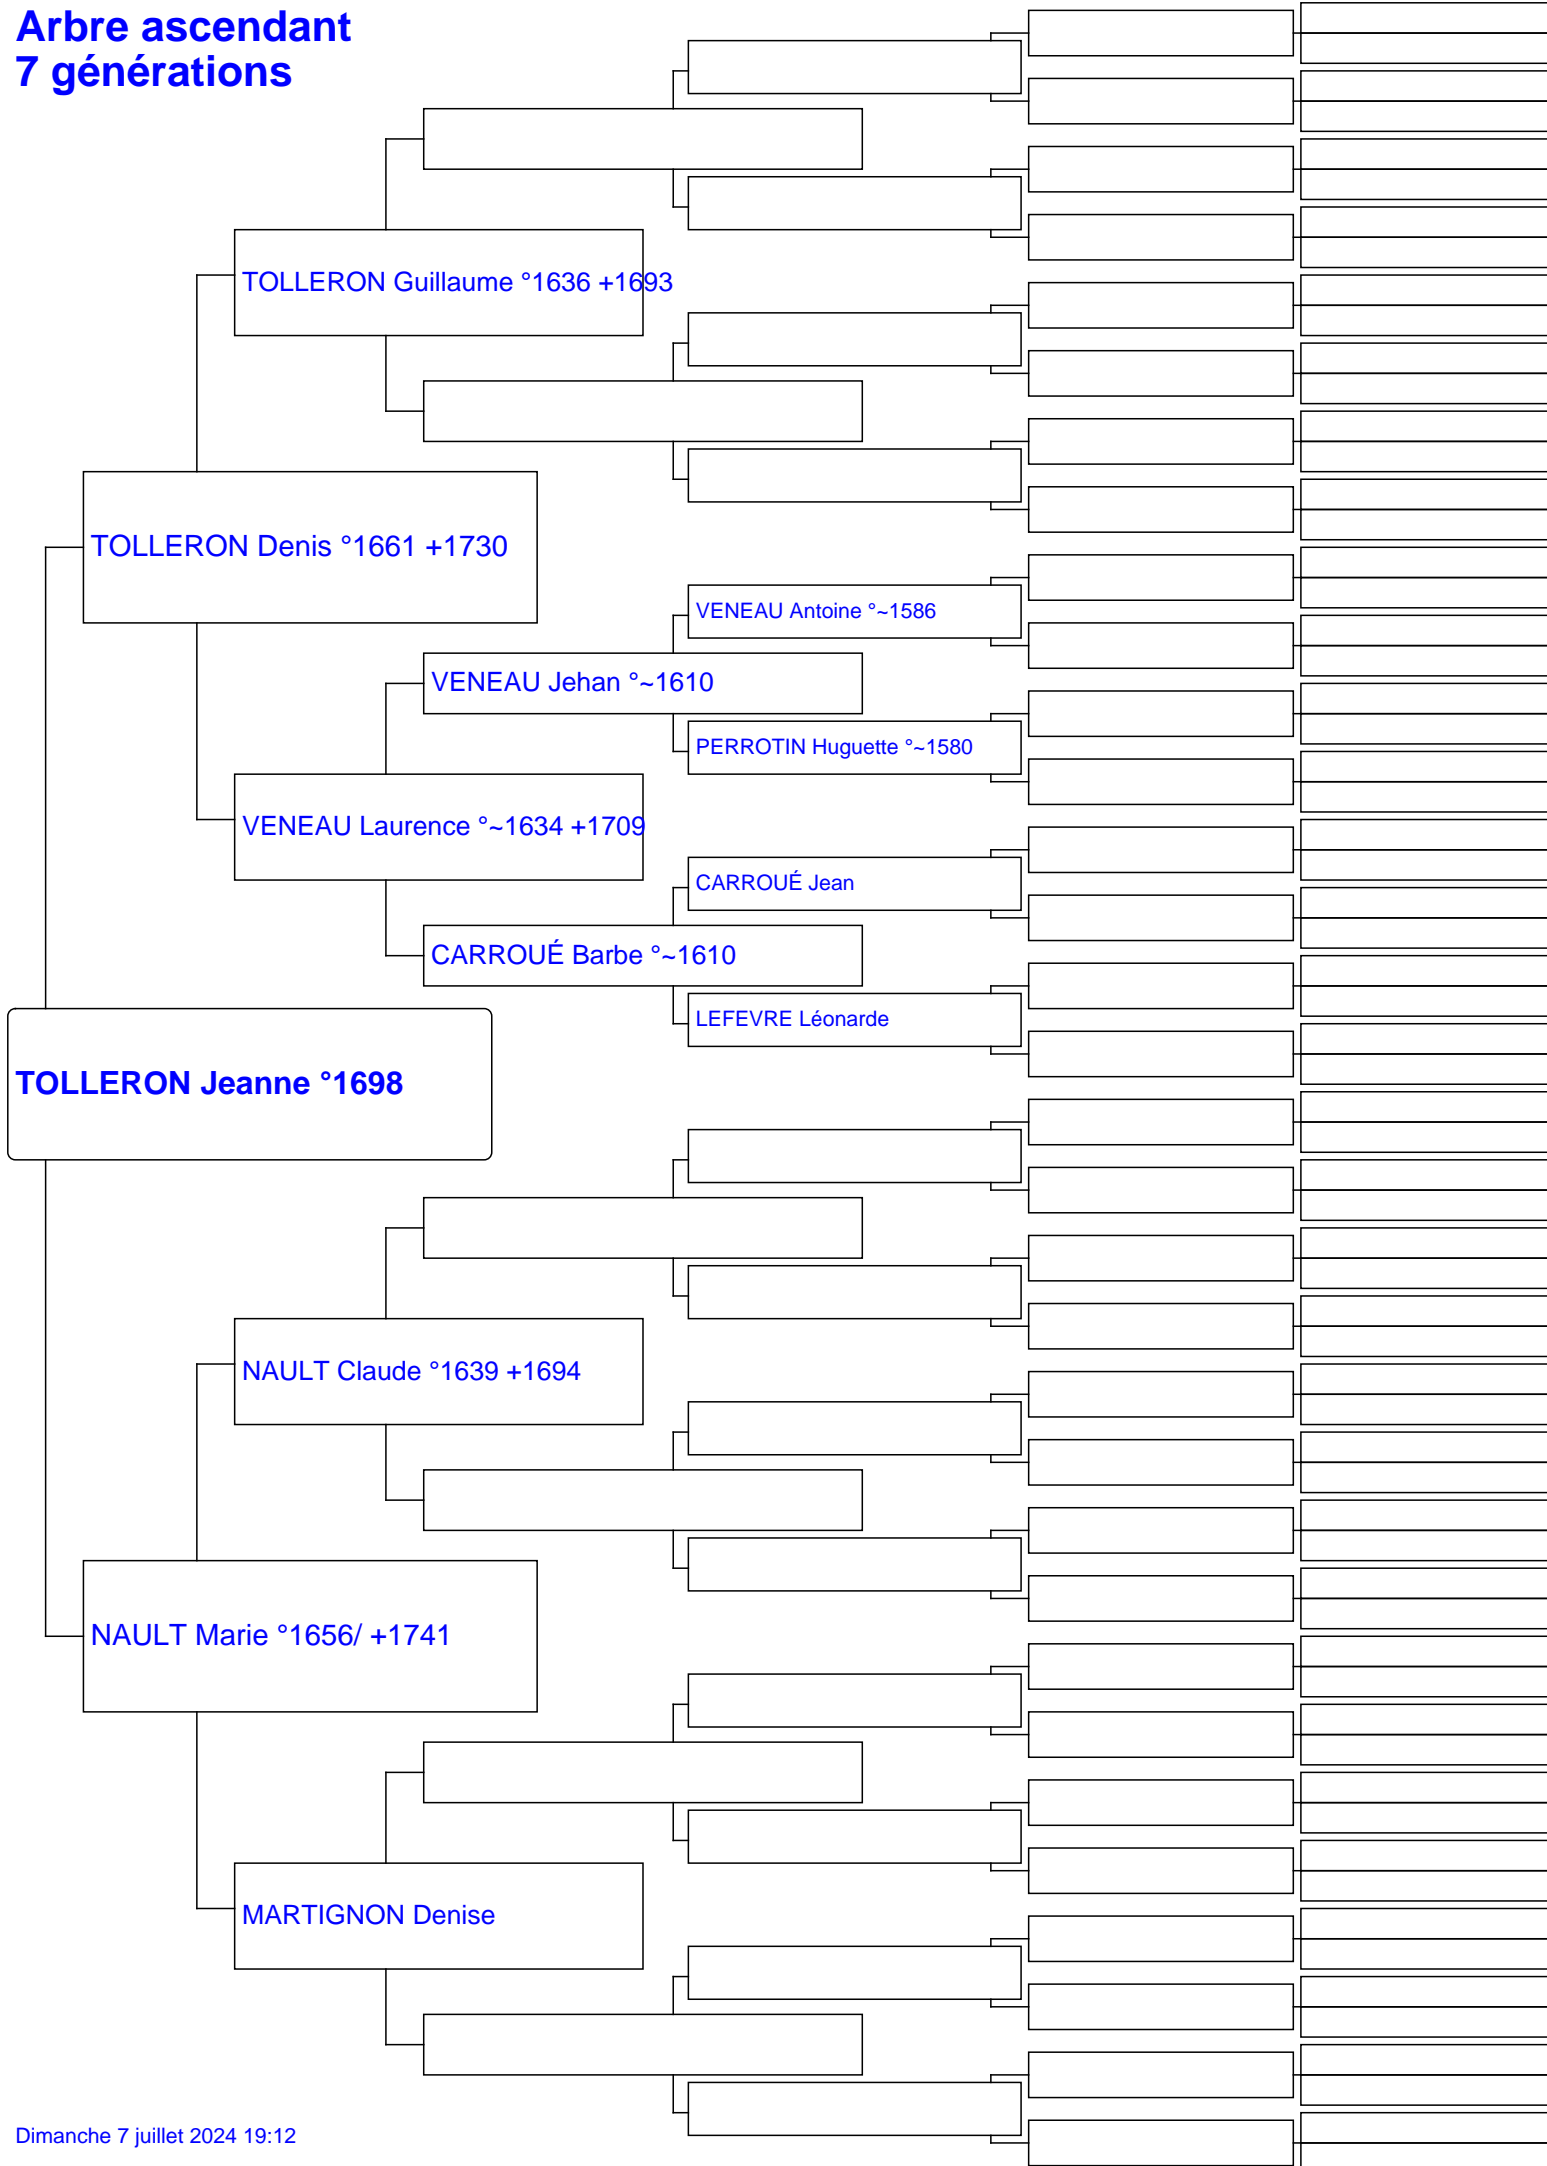 Arbre ascendant
7 générations
TOLLERON Guillaume °1636 +1693
TOLLERON Denis °1661 +1730
VENEAU Antoine °~1586
VENEAU Jehan °~1610
PERROTIN Huguette °~1580
VENEAU Laurence °~1634 +1709
CARROUÉ Jean
CARROUÉ Barbe °~1610
LEFEVRE Léonarde
TOLLERON Jeanne °1698
NAULT Claude °1639 +1694
NAULT Marie °1656/ +1741
MARTIGNON Denise
Dimanche 7 juillet 2024 19:12